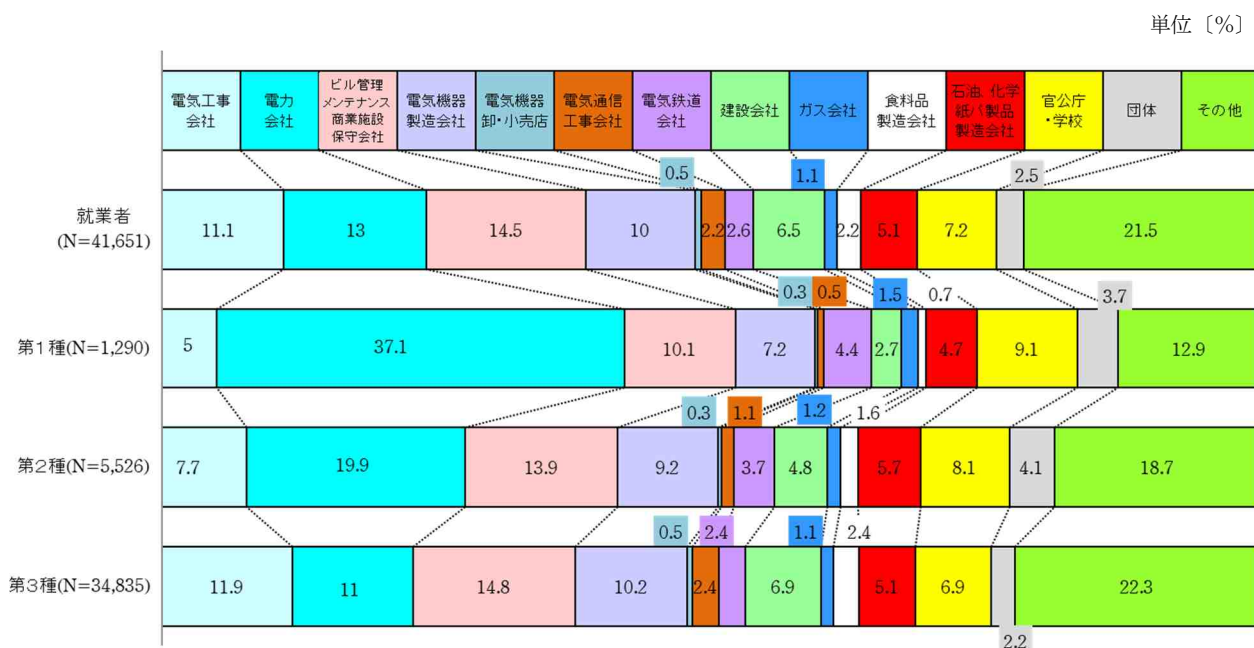 単位〔%〕
電気工事
会社
電力
会社
ビル管理
メンテナンス
商業施設
保守会社
電気機器
製造会社
電気機器
卸・小売店
電気通信
工事会社
電気鉄道
会社
建設会社
ガス会社
食料品
製造会社
石油、化学
紙パ製品
製造会社
官公庁
・学校
団体
その他
0.5
1.1
2.5
就業者
(N=41,651)
11.1 13 14.5 10 2.2 2.6 6.5 2.2 5.1 7.2 21.5
0.3 0.5 1.5 0.7 3.7
第1種(N=1,290) 5 37.1 10.1 7.2 4.4 2.7 4.7 9.1 12.9
0.3 1.1 1.2 1.6
第2種(N=5,526) 7.7 19.9 13.9 9.2 3.7 4.8 5.7 8.1 4.1 18.7
0.5 2.4 1.1 2.4
第3種(N=34,835) 11.9 11 14.8 10.2 2.4 6.9 5.1 6.9 22.3
2.2